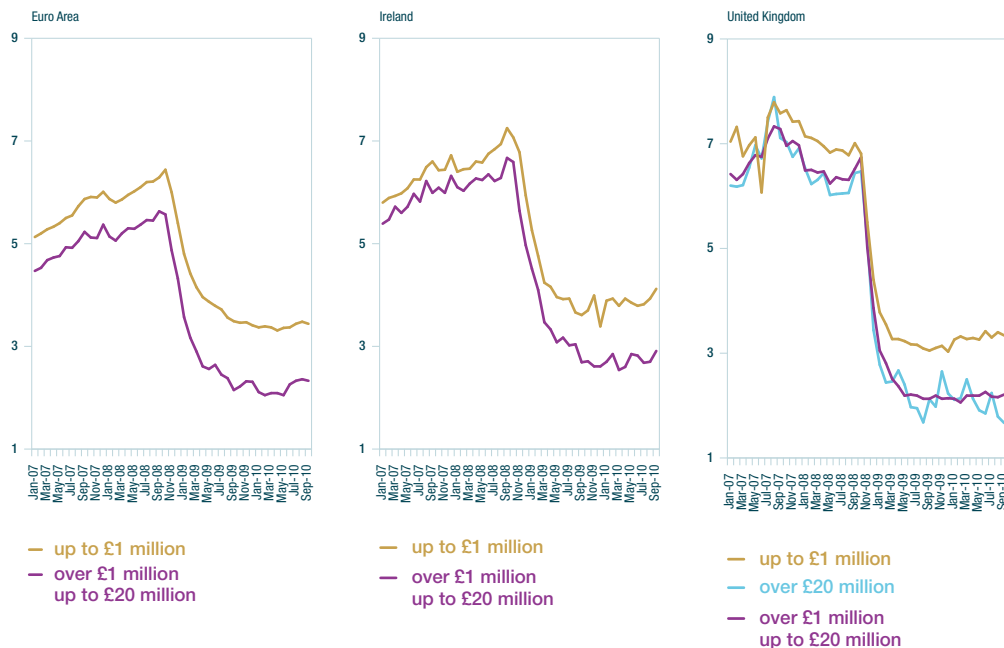 Euro Area
9
7
5
3
1
Jan-07
Mar-07
May-07
Jul-07
Sep-07
Nov-07
Jan-08
Mar-08
May-08
Jul-08
Sep-08
Nov-08
Jan-09
Mar-09
May-09
Jul-09
Sep-09
Nov-09
Jan-10
Mar-10
May-10
Jul-10
Sep-10
up to £1 million
over £1 million
up to £20 million
Ireland
9
7
5
3
1
Jan-07
Mar-07
May-07
Jul-07
Sep-07
Nov-07
Jan-08
Mar-08
May-08
Jul-08
Sep-08
Nov-08
Jan-09
Mar-09
May-09
Jul-09
Sep-09
Nov-09
Jan-10
Mar-10
May-10
Jul-10
Sep-10
up to £1 million
over £1 million
up to £20 million
United Kingdom
9
7
5
3
1
Jan-07
Mar-07
May-07
Jul-07
Sep-07
Nov-07
Jan-08
Mar-08
May-08
Jul-08
Sep-08
Nov-08
Jan-09
Mar-09
May-09
Jul-09
Sep-09
Nov-09
Jan-10
Mar-10
May-10
Jul-10
Sep-10
up to £1 million
over £20 million
over £1 million
up to £20 million